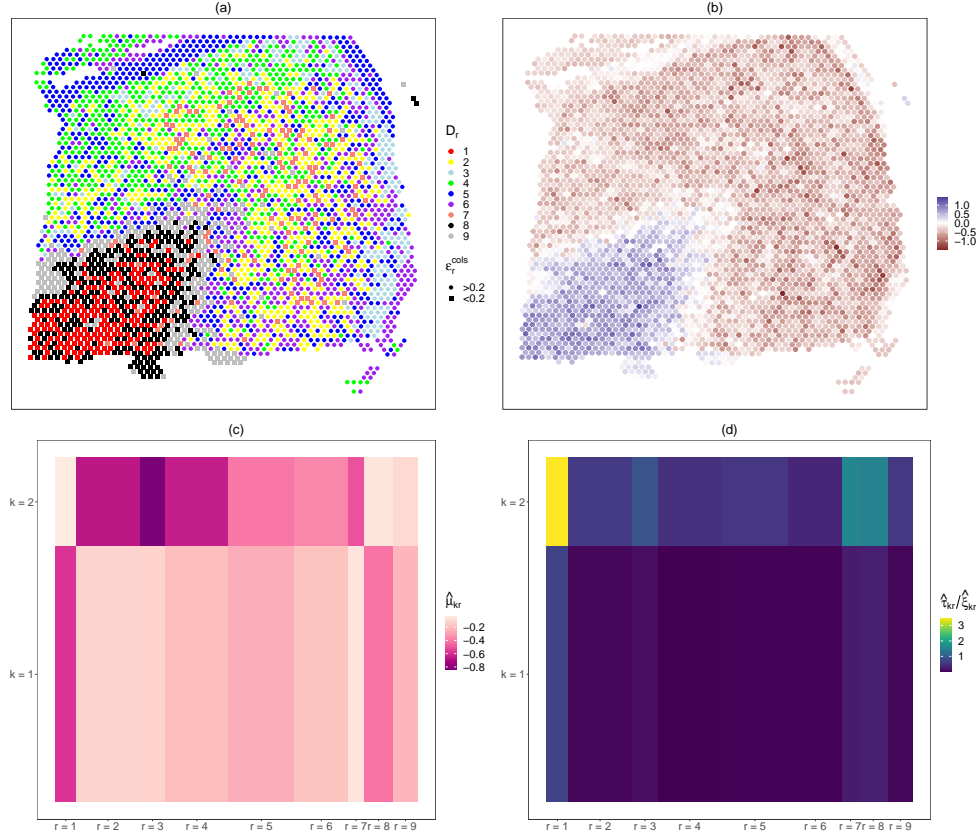 (a)
D_r
1
2
3
4
5
6
7
8
9
ε_r^cols
>0.2
<0.2
(b)
1.0
0.5
0.0
−0.5
−1.0
(c)
k = 2
k = 1
r = 1 r = 2 r = 3 r = 4 r = 5 r = 6 r = 7 r = 8 r = 9
μ̂_kr
−0.2
−0.4
−0.6
−0.8
(d)
k = 2
k = 1
r = 1 r = 2 r = 3 r = 4 r = 5 r = 6 r = 7 r = 8 r = 9
τ̂_kr/ξ̂_kr
3
2
1